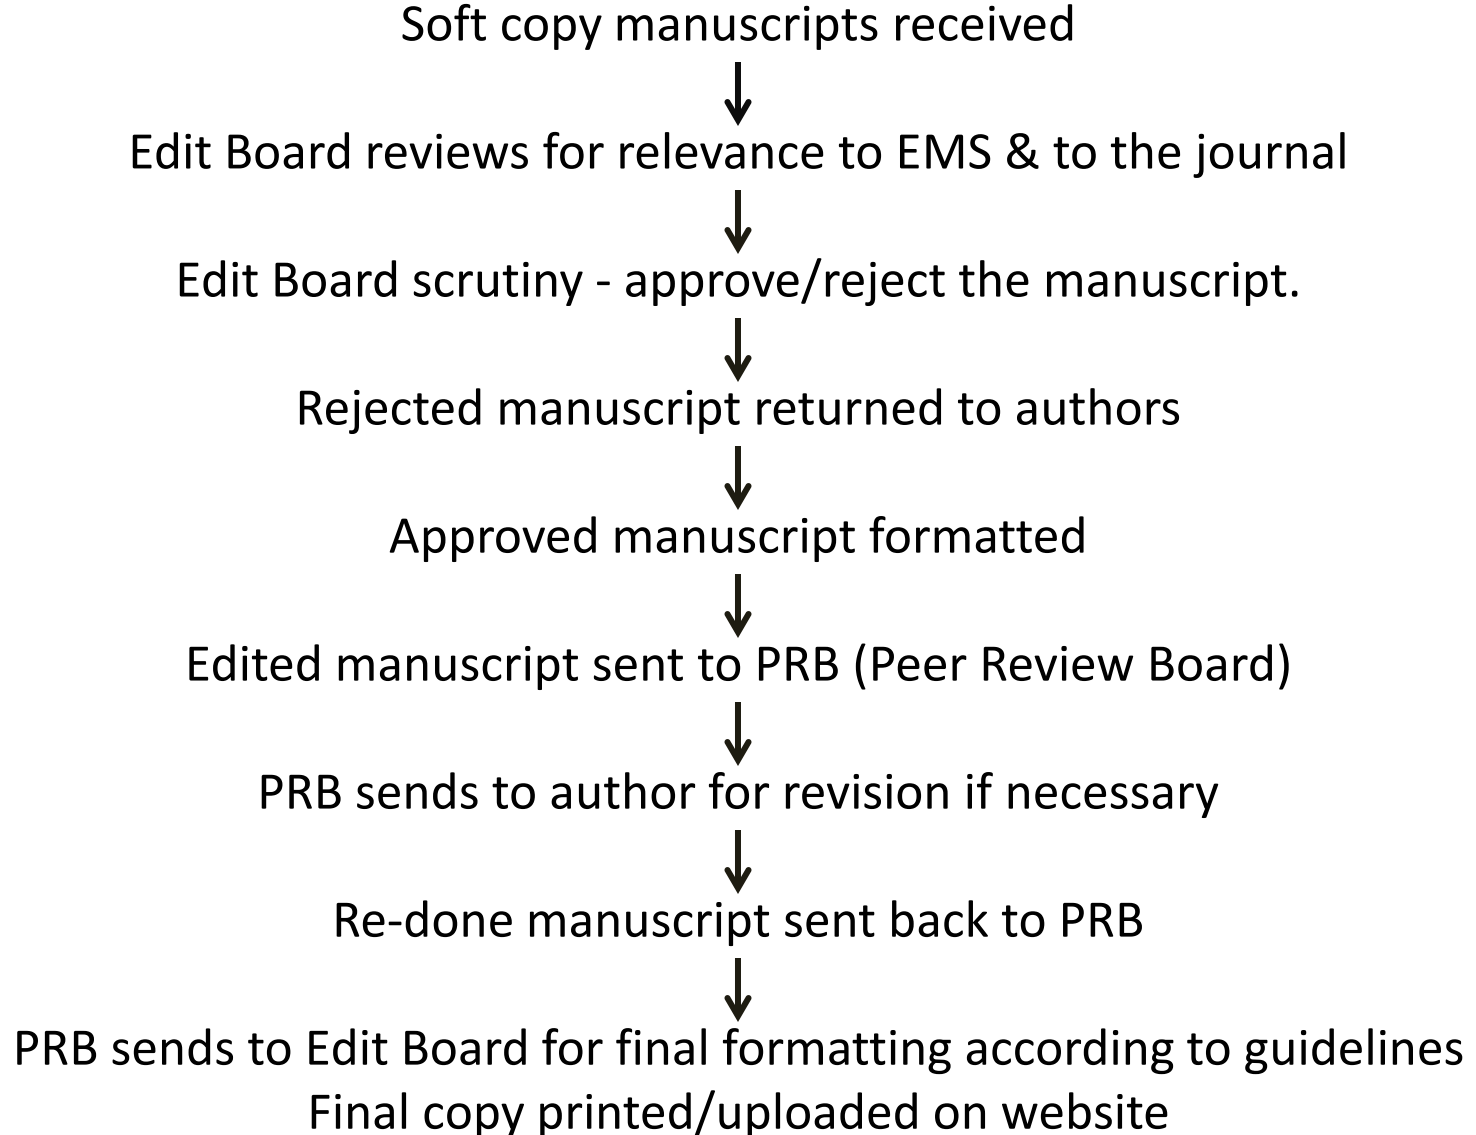 Soft copy manuscripts received
Edit Board reviews for relevance to EMS & to the journal
Edit Board scrutiny - approve/reject the manuscript.
Rejected manuscript returned to authors
Approved manuscript formatted
Edited manuscript sent to PRB (Peer Review Board)
PRB sends to author for revision if necessary
Re-done manuscript sent back to PRB
PRB sends to Edit Board for final formatting according to guidelines
Final copy printed/uploaded on website